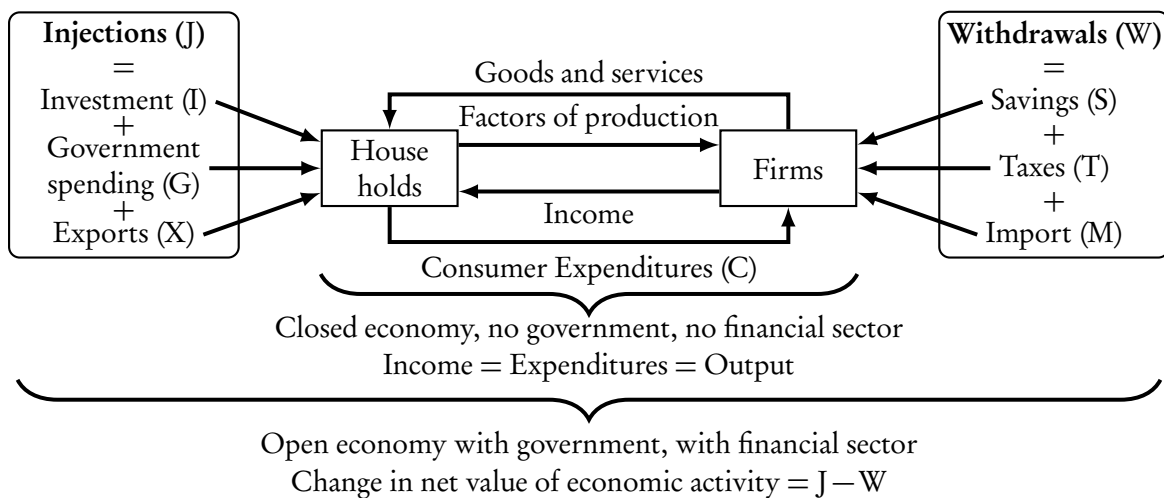 Injections (J)
=
Investment (I)
+
Government
spending (G)
+
Exports (X)
Goods and services
Factors of production
House
holds
Firms
Income
Consumer Expenditures (C)
Withdrawals (W)
=
Savings (S)
+
Taxes (T)
+
Import (M)
Closed economy, no government, no financial sector
Income = Expenditures = Output
Open economy with government, with financial sector
Change in net value of economic activity = J − W